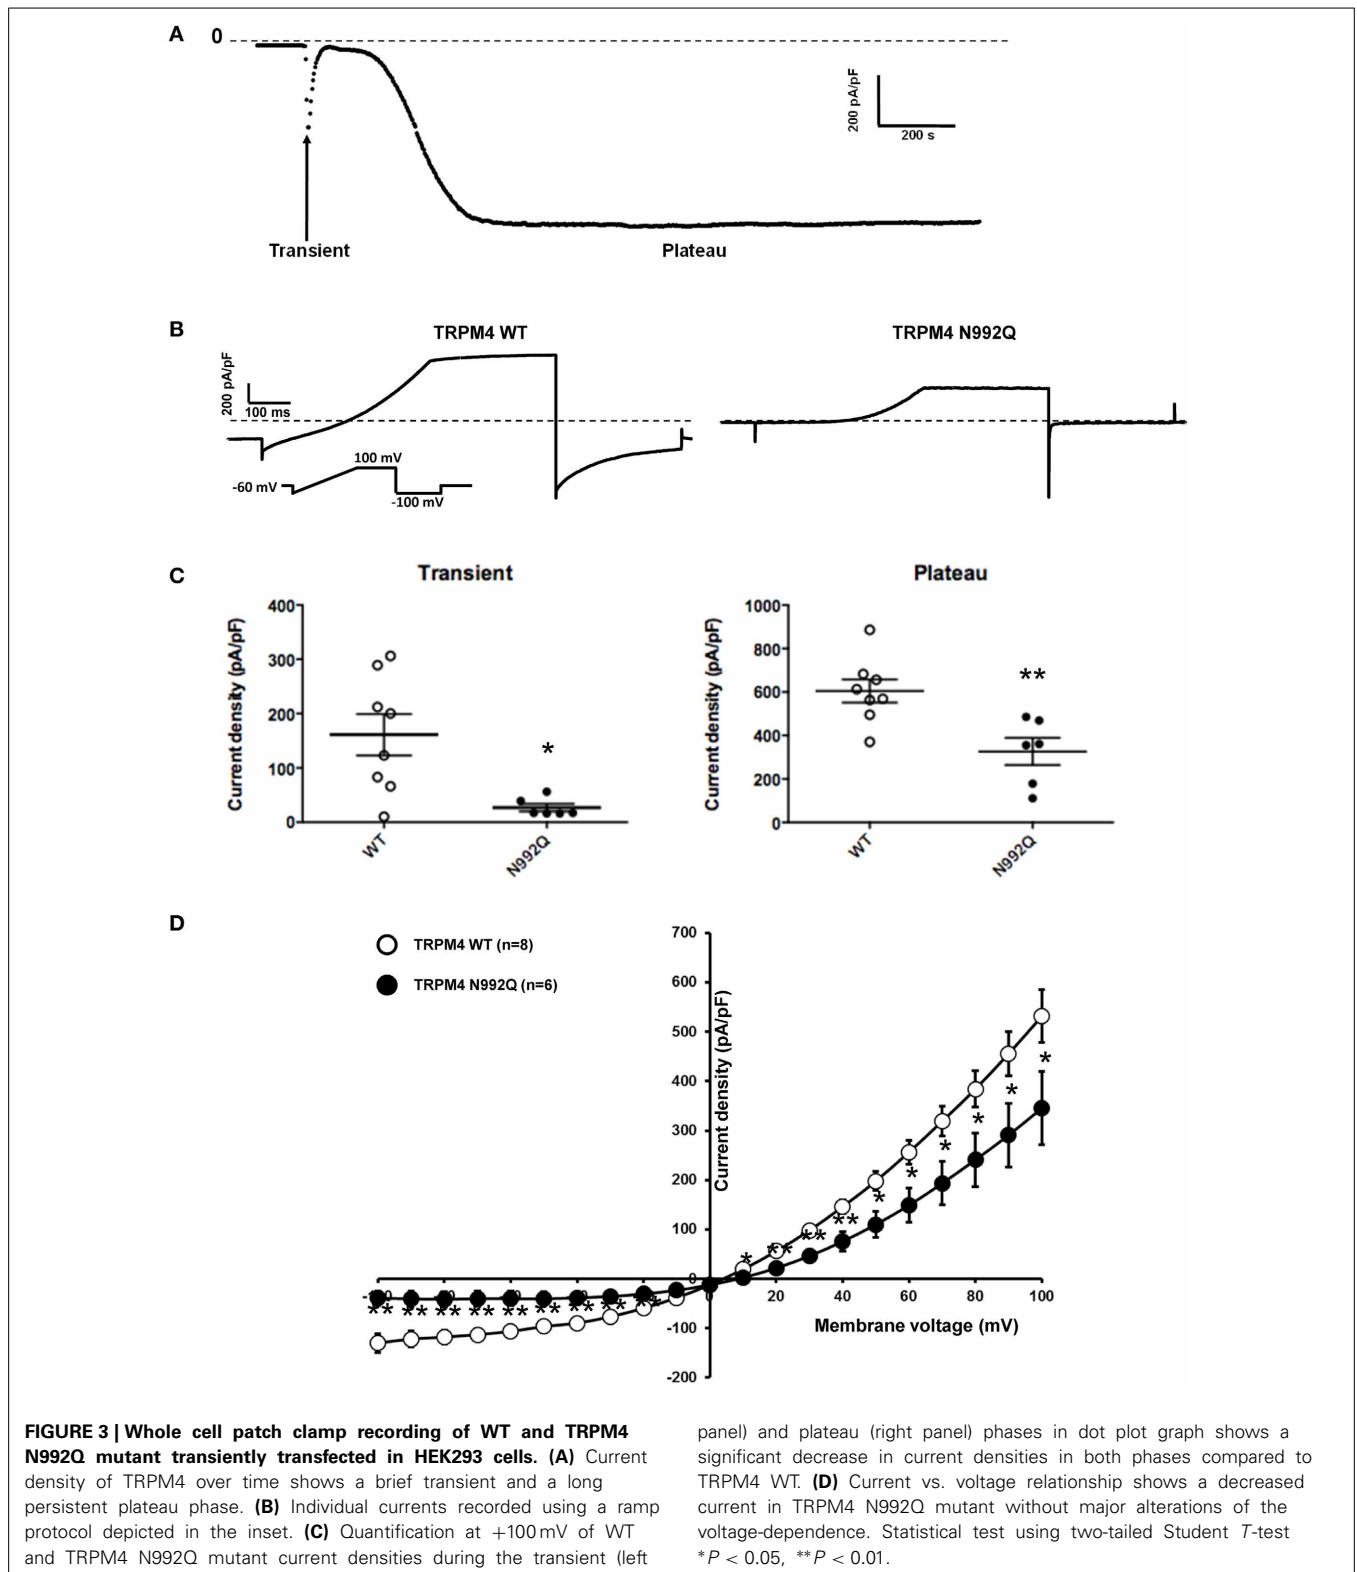 A
0
200 pA/pF
200 s
Transient
Plateau
B
TRPM4 WT
TRPM4 N992Q
200 pA/pF
100 ms
100 mV
-60 mV
-100 mV
C
Transient
Plateau
Current density (pA/pF)
400
300
200
100
0
*
WT
N992Q
Current density (pA/pF)
1000
800
600
400
200
0
**
WT
N992Q
D
TRPM4 WT (n=8)
TRPM4 N992Q (n=6)
Current density (pA/pF)
700
600
500
400
300
200
100
0
-100
-200
* ** ** ** * * * * * *
** ** ** ** ** ** ** ** **
0 20 40 60 80 100
Membrane voltage (mV)
FIGURE 3 | Whole cell patch clamp recording of WT and TRPM4
N992Q mutant transiently transfected in HEK293 cells. (A) Current
density of TRPM4 over time shows a brief transient and a long
persistent plateau phase. (B) Individual currents recorded using a ramp
protocol depicted in the inset. (C) Quantification at +100 mV of WT
and TRPM4 N992Q mutant current densities during the transient (left
panel) and plateau (right panel) phases in dot plot graph shows a
significant decrease in current densities in both phases compared to
TRPM4 WT. (D) Current vs. voltage relationship shows a decreased
current in TRPM4 N992Q mutant without major alterations of the
voltage-dependence. Statistical test using two-tailed Student T-test
*P < 0.05, **P < 0.01.